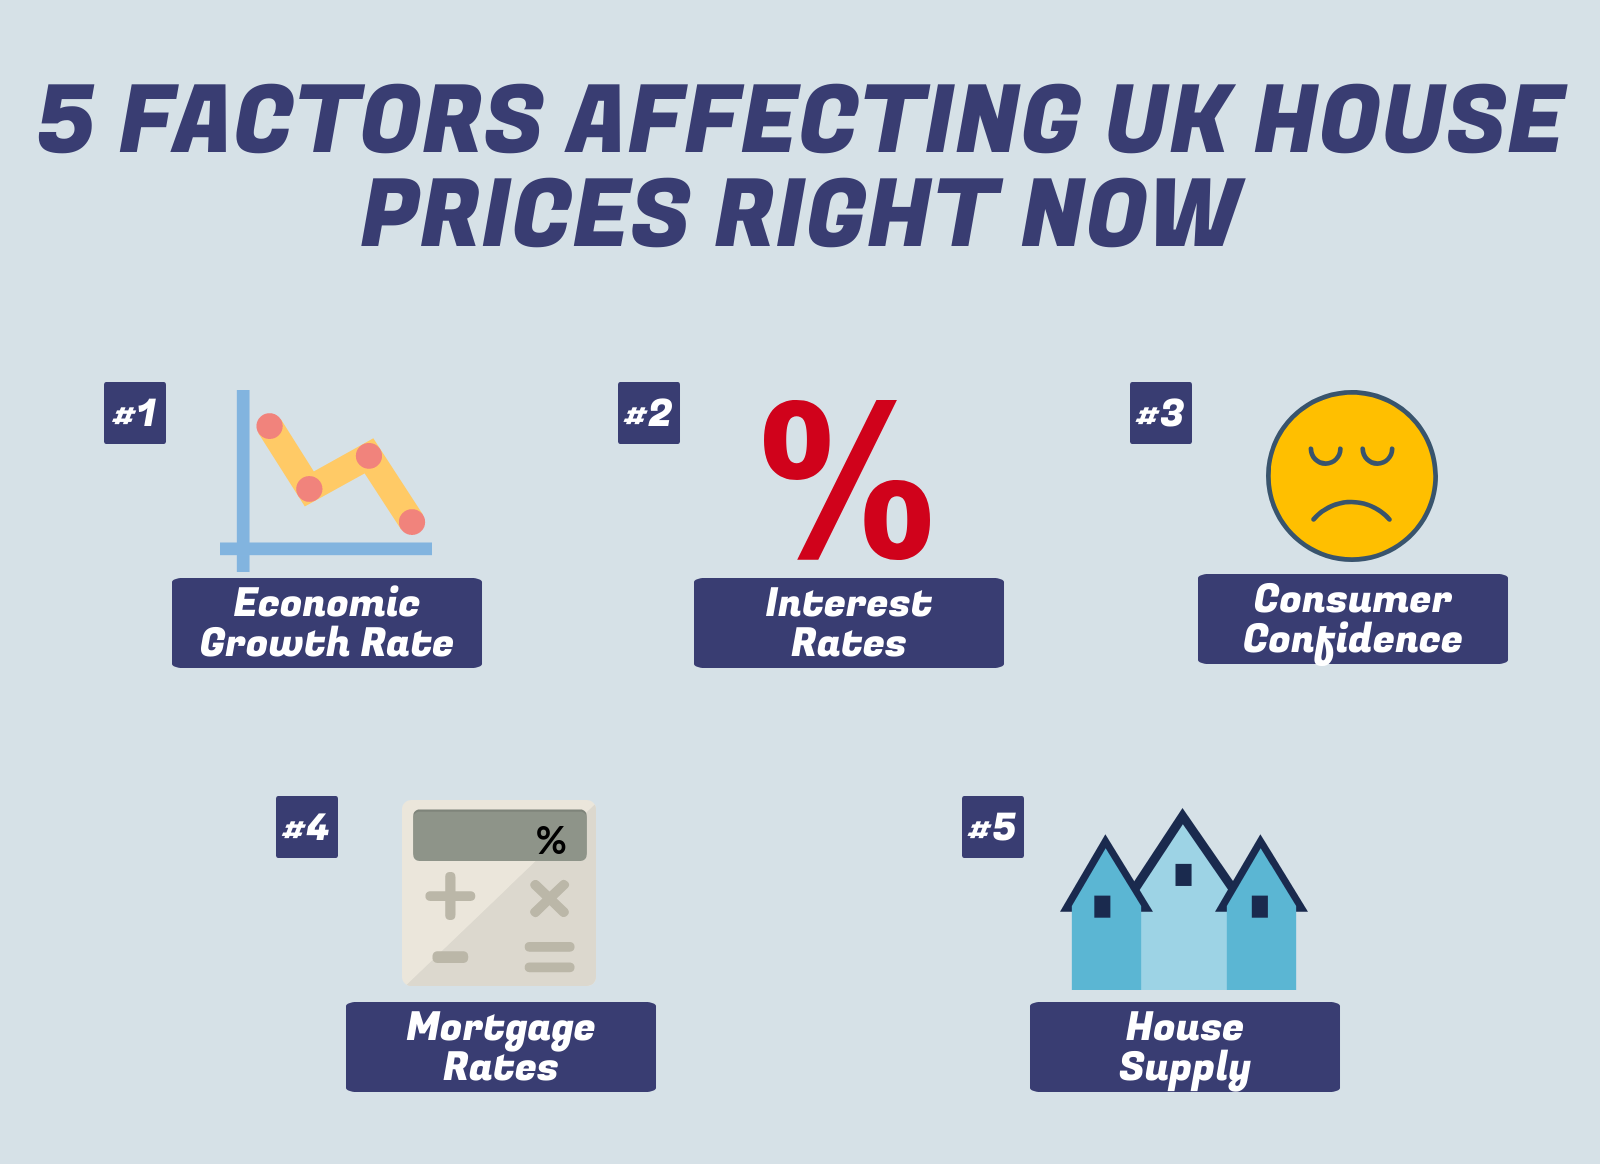 5 FACTORS AFFECTING UK HOUSE
PRICES RIGHT NOW
#1
Economic
Growth Rate
#2
%
Interest
Rates
#3
Consumer
Confidence
#4
%
+ ×
- =
Mortgage
Rates
#5
House
Supply